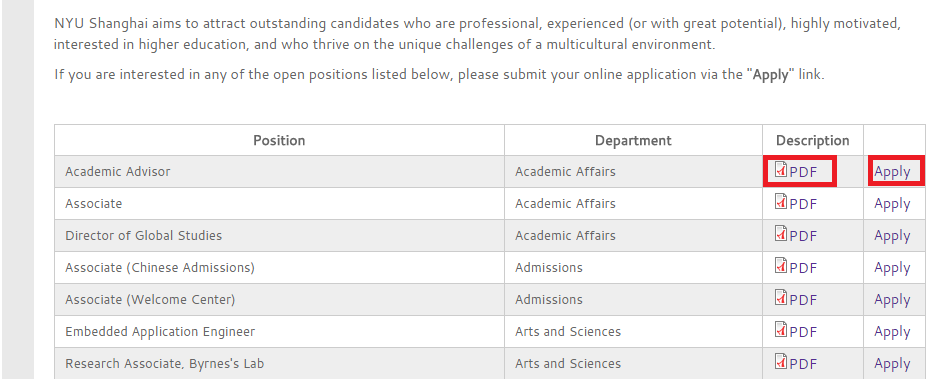 NYU Shanghai aims to attract outstanding candidates who are professional, experienced (or with great potential), highly motivated,
interested in higher education, and who thrive on the unique challenges of a multicultural environment.
If you are interested in any of the open positions listed below, please submit your online application via the "Apply" link.
Position Department Description
Academic Advisor Academic Affairs PDF Apply
Associate Academic Affairs PDF Apply
Director of Global Studies Academic Affairs PDF Apply
Associate (Chinese Admissions) Admissions PDF Apply
Associate (Welcome Center) Admissions PDF Apply
Embedded Application Engineer Arts and Sciences PDF Apply
Research Associate, Byrnes's Lab Arts and Sciences PDF Apply